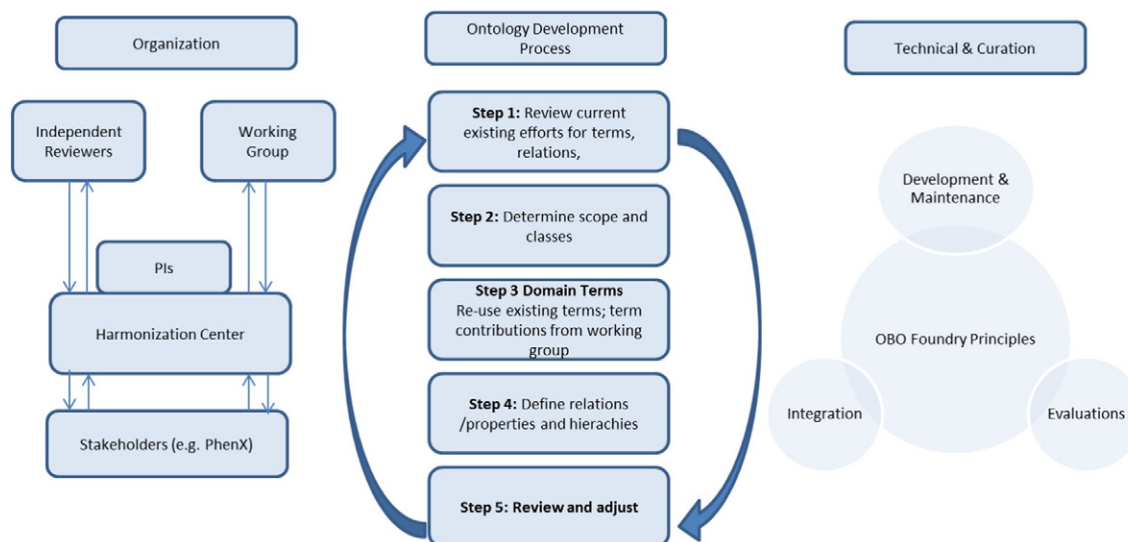 Organization
Independent
Reviewers
Working
Group
PIs
Harmonization Center
Stakeholders (e.g. PhenX)
Ontology Development
Process
Step 1: Review current
existing efforts for terms,
relations,
Step 2: Determine scope and
classes
Step 3 Domain Terms
Re-use existing terms; term
contributions from working
group
Step 4: Define relations
/properties and hierachies
Step 5: Review and adjust
Technical & Curation
Development &
Maintenance
OBO Foundry Principles
Integration
Evaluations